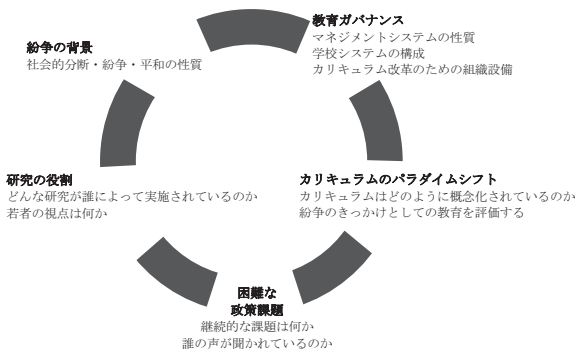 教育ガバナンス
マネジメントシステムの性質
学校システムの構成
カリキュラム改革のための組織設備
紛争の背景
社会的分断・紛争・平和の性質
カリキュラムのパラダイムシフト
カリキュラムはどのように概念化されているのか
紛争のきっかけとしての教育を評価する
研究の役割
どんな研究が誰によって実施されているのか
若者の視点は何か
困難な
政策課題
継続的な課題は何か
誰の声が聞かれているのか